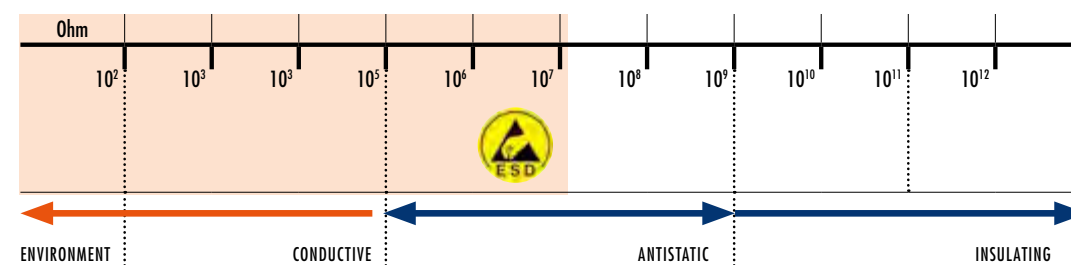 Ohm
10² 10³ 10³ 10⁵ 10⁶ 10⁷ 10⁸ 10⁹ 10¹⁰ 10¹¹ 10¹²
ESD
ENVIRONMENT CONDUCTIVE ANTISTATIC INSULATING